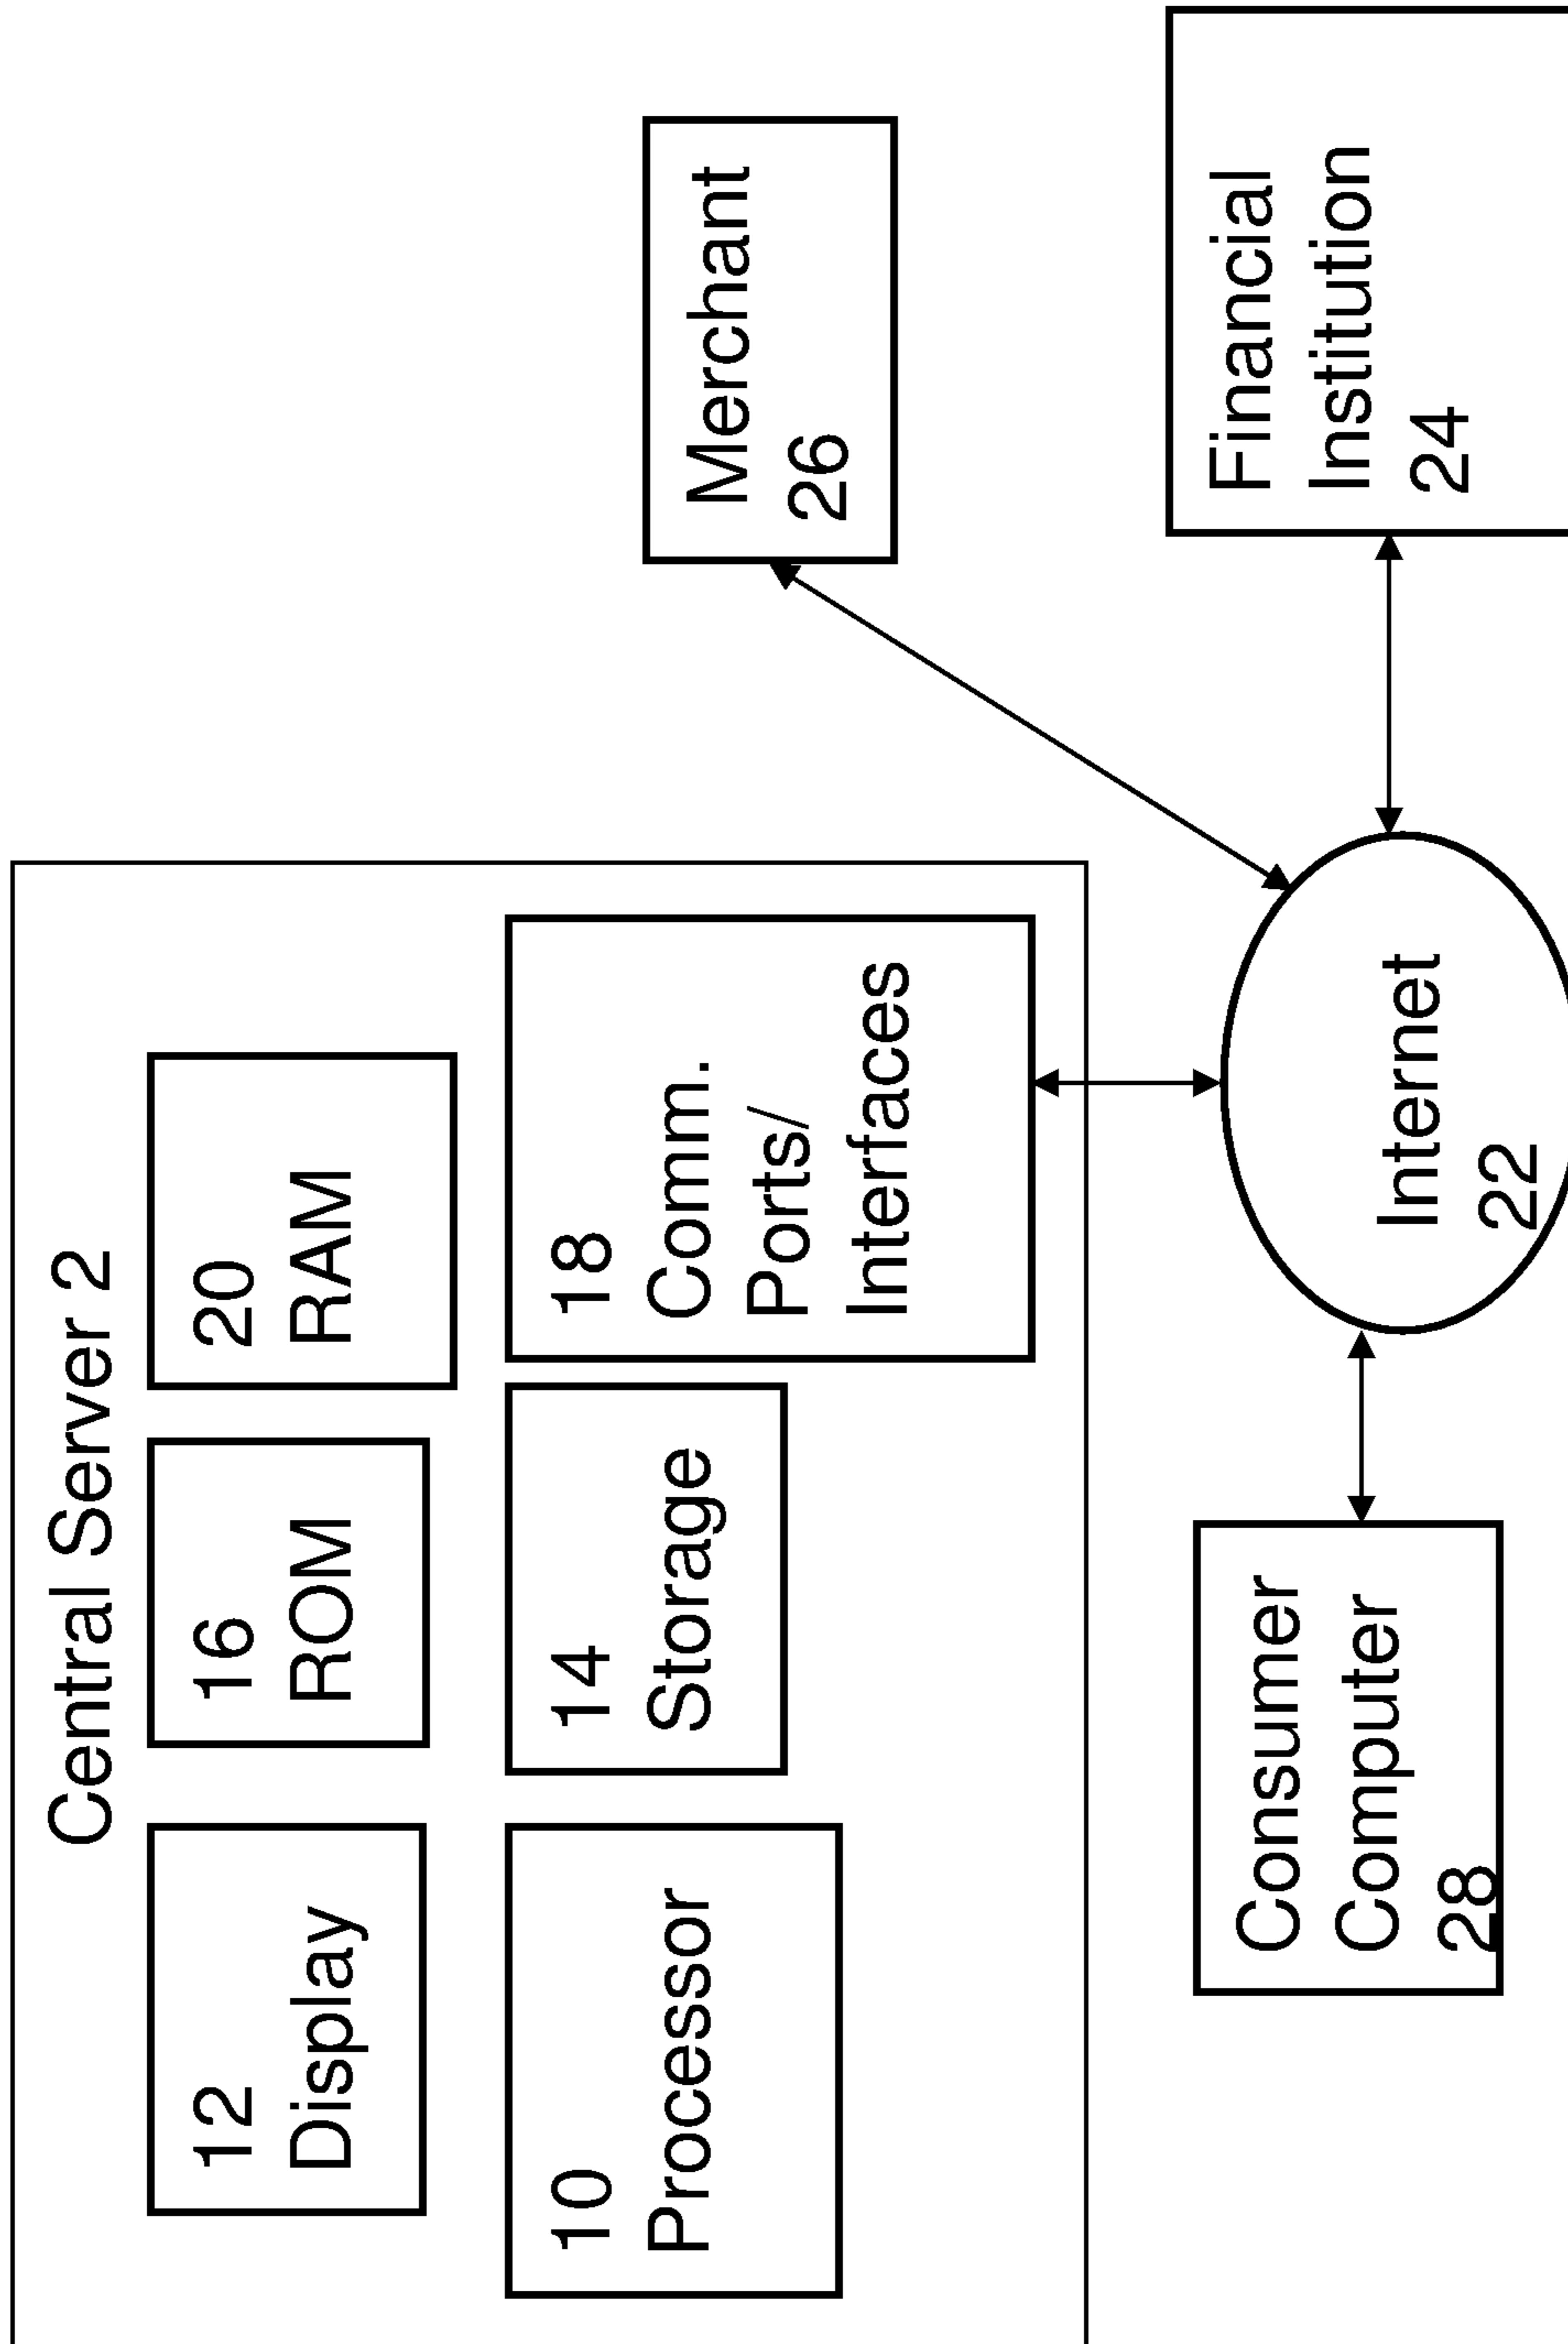 Central Server 2
12
Display
16
ROM
20
RAM
10
Processor
14
Storage
18
Comm.
Ports/
Interfaces
Merchant
26
Consumer
Computer
28
Internet
22
Financial
Institution
24